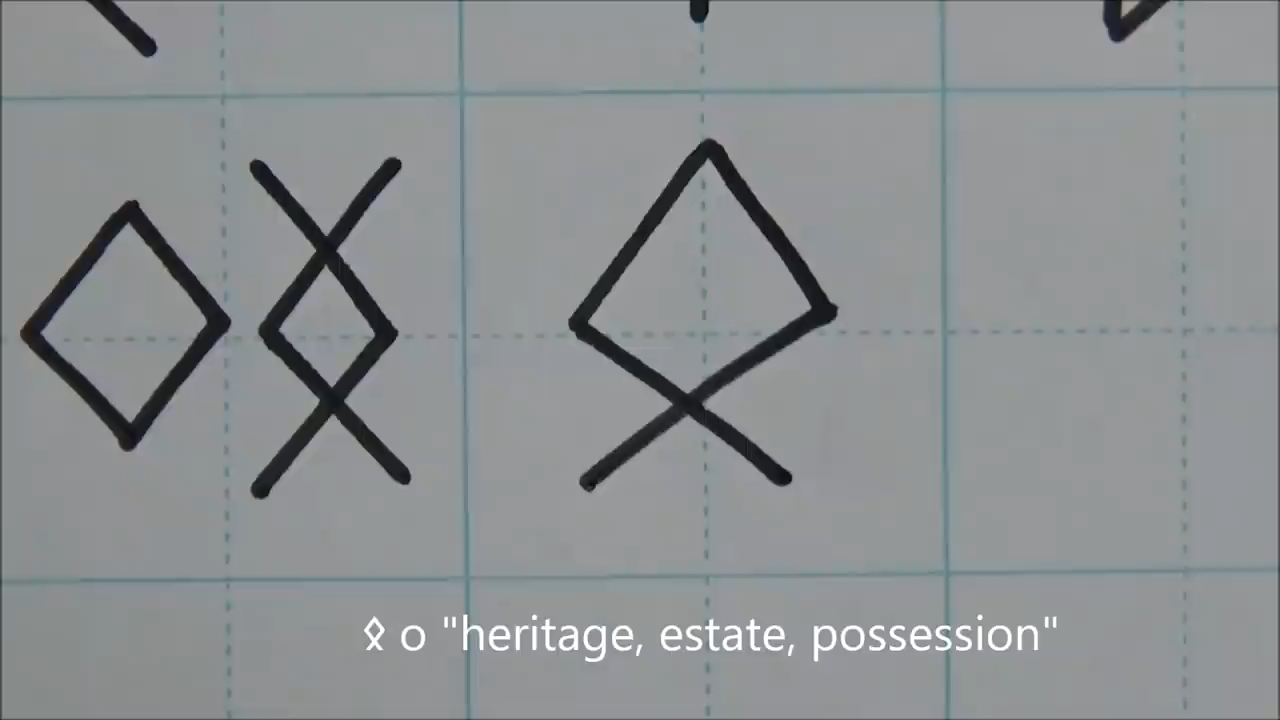 ᛜ ᛝ ᛟ
ᛟ o "heritage, estate, possession"